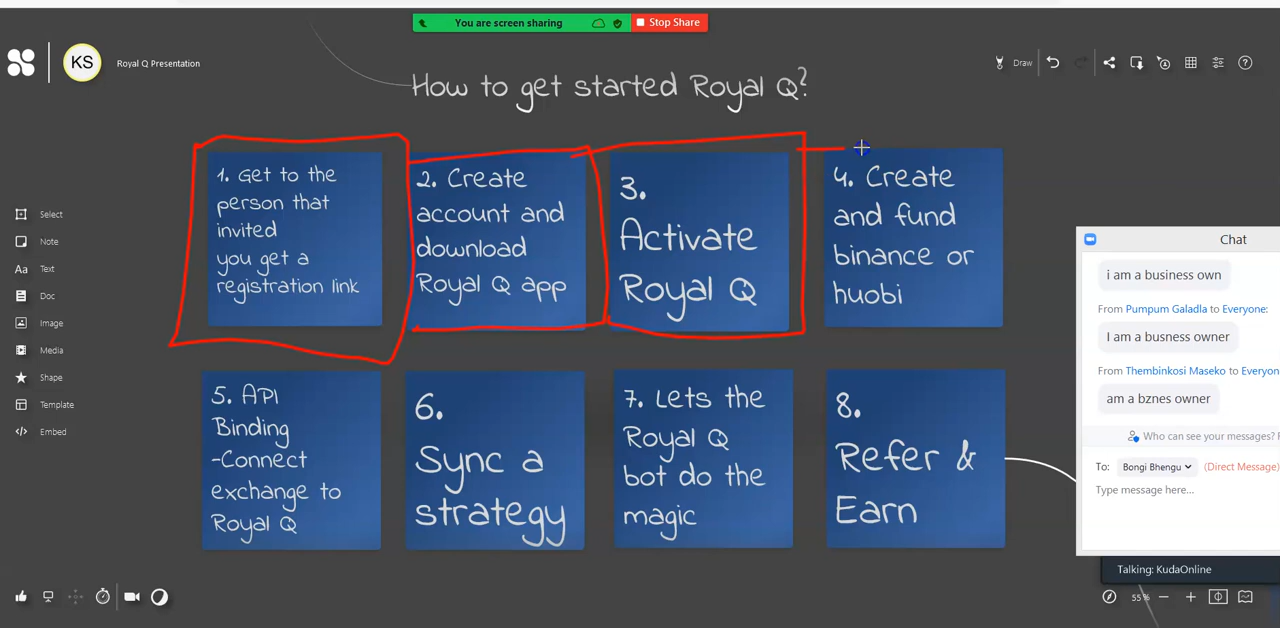 You are screen sharing
Stop Share
KS
Royal Q Presentation
Draw
How to get started Royal Q?
1. Get to the
person that
invited
you get a
registration link
2. Create
account and
download
Royal Q app
3.
Activate
Royal Q
4. Create
and fund
binance or
huobi
5. API
Binding
-Connect
exchange to
Royal Q
6.
Sync a
strategy
7. Lets the
Royal Q
bot do the
magic
8.
Refer &
Earn
Select
Note
Aa Text
Doc
Image
Media
Shape
Template
Embed
Chat
i am a business own
From Pumpum Galadla to Everyone:
I am a busness owner
From Thembinkosi Maseko to Everyon
am a bznes owner
Who can see your messages?
To: Bongi Bhengu (Direct Message)
Type message here...
Talking: KudaOnline
55%